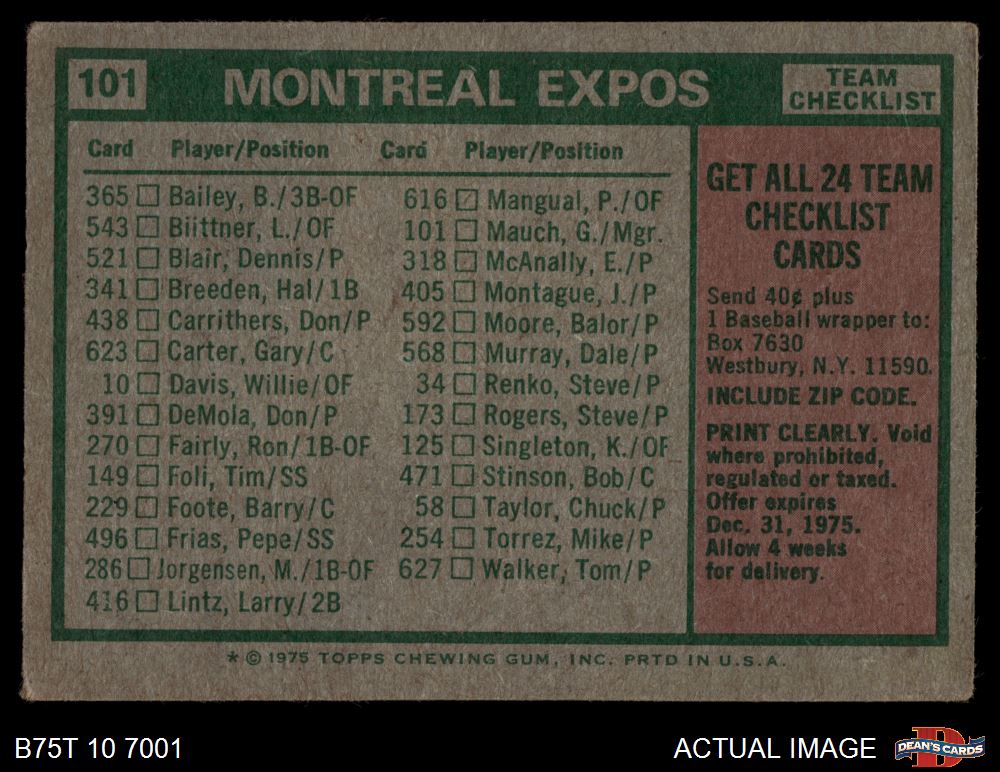 101 MONTREAL EXPOS TEAM CHECKLIST
Card Player/Position Card Player/Position
365 Bailey, B./3B-OF
543 Biittner, L./OF
521 Blair, Dennis/P
341 Breeden, Hal/1B
438 Carrithers, Don/P
623 Carter, Gary/C
10 Davis, Willie/OF
391 DeMola, Don/P
270 Fairly, Ron/1B-OF
149 Foli, Tim/SS
229 Foote, Barry/C
496 Frias, Pepe/SS
286 Jorgensen, M./1B-OF
416 Lintz, Larry/2B
616 Mangual, P./OF
101 Mauch, G./Mgr.
318 McAnally, E./P
405 Montague, J./P
592 Moore, Balor/P
568 Murray, Dale/P
34 Renko, Steve/P
173 Rogers, Steve/P
125 Singleton, K./OF
471 Stinson, Bob/C
58 Taylor, Chuck/P
254 Torrez, Mike/P
627 Walker, Tom/P
GET ALL 24 TEAM
CHECKLIST
CARDS
Send 40¢ plus
1 Baseball wrapper to:
Box 7630
Westbury, N.Y. 11590.
INCLUDE ZIP CODE.
PRINT CLEARLY. Void
where prohibited,
regulated or taxed.
Offer expires
Dec. 31, 1975.
Allow 4 weeks
for delivery.
* © 1975 TOPPS CHEWING GUM, INC. PRTD IN U.S.A.
B75T 10 7001 ACTUAL IMAGE
D
DEAN'S CARDS